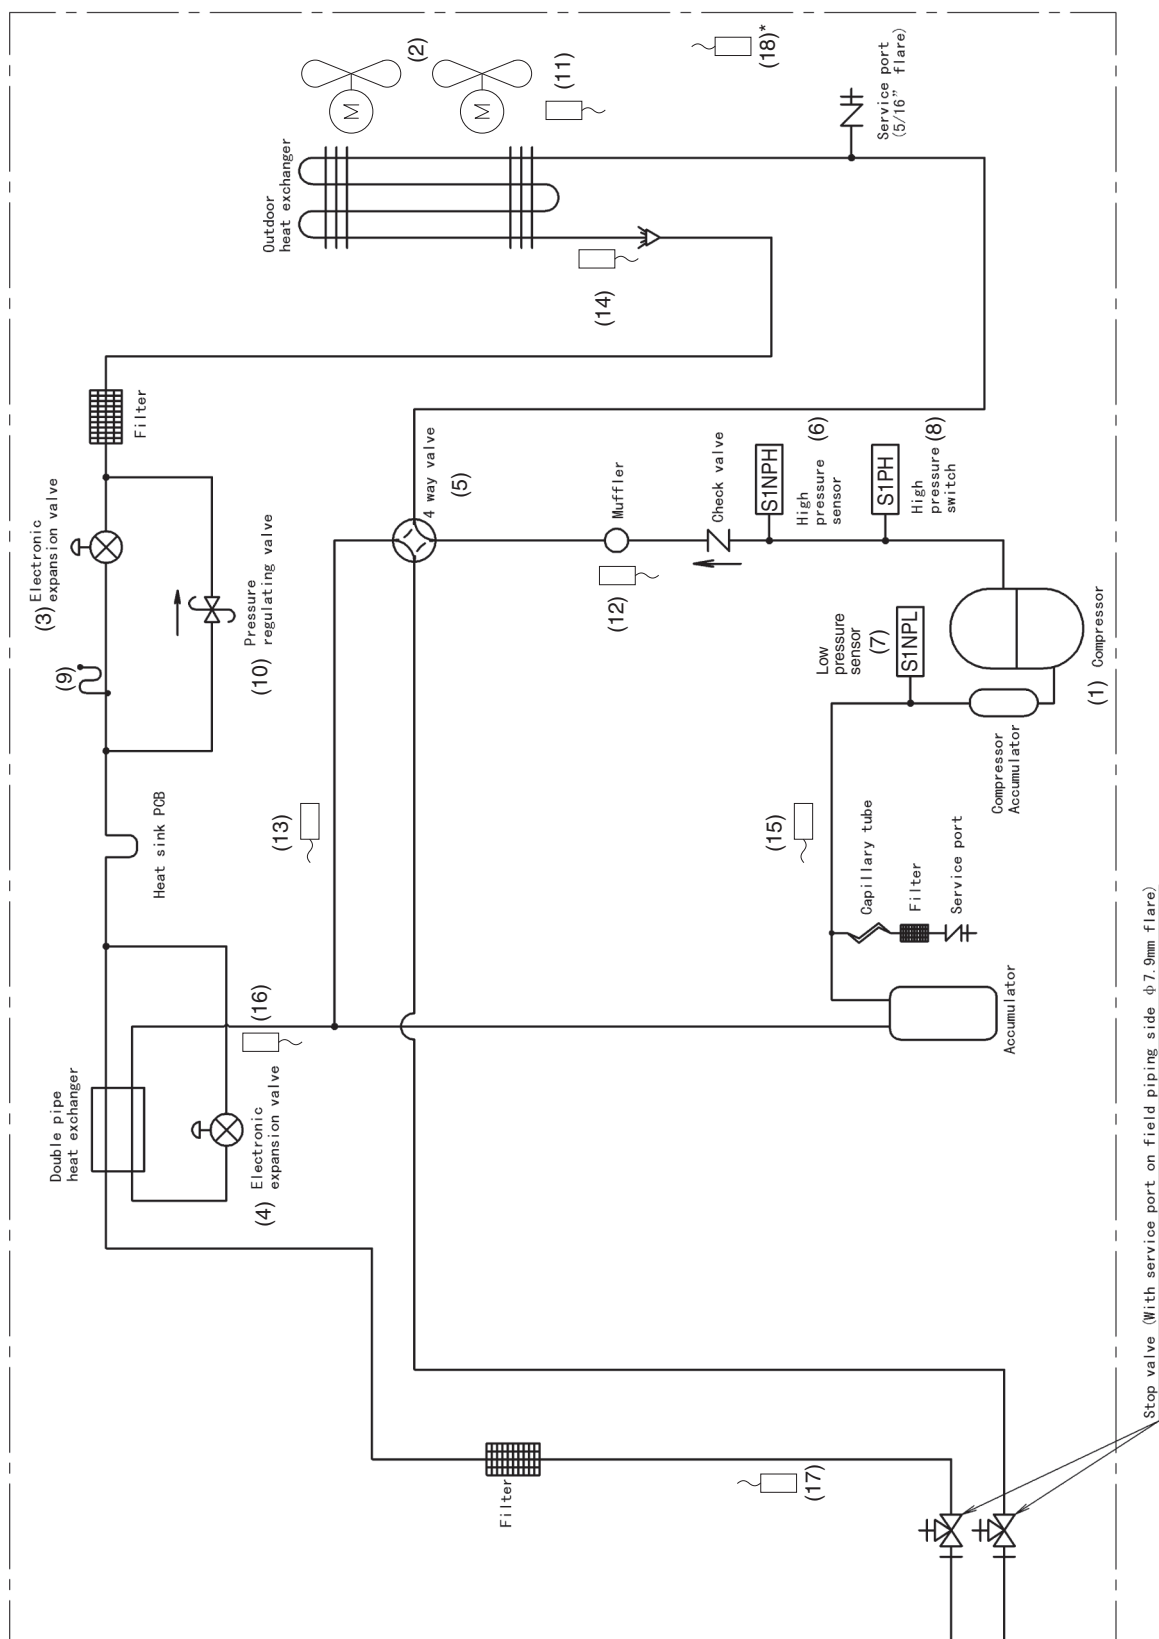 (2)
M
M
(11)
(18)*
Service port
(5/16” flare)
Outdoor
heat exchanger
(14)
Filter
(3)
Electronic
expansion valve
(9)
(10)
Pressure
regulating valve
4 way valve
(5)
Muffler
(12)
Check valve
S1NPH
(6)
High
pressure
sensor
S1PH
(8)
High
pressure
switch
Low
pressure
sensor
(7)
S1NPL
(1)
Compressor
Compressor
Accumulator
Heat sink PCB
(13)
(15)
Capillary tube
Filter
Service port
Accumulator
(16)
Double pipe
heat exchanger
(4)
Electronic
expansion valve
Filter
(17)
Stop valve (With service port on field piping side φ7.9mm flare)